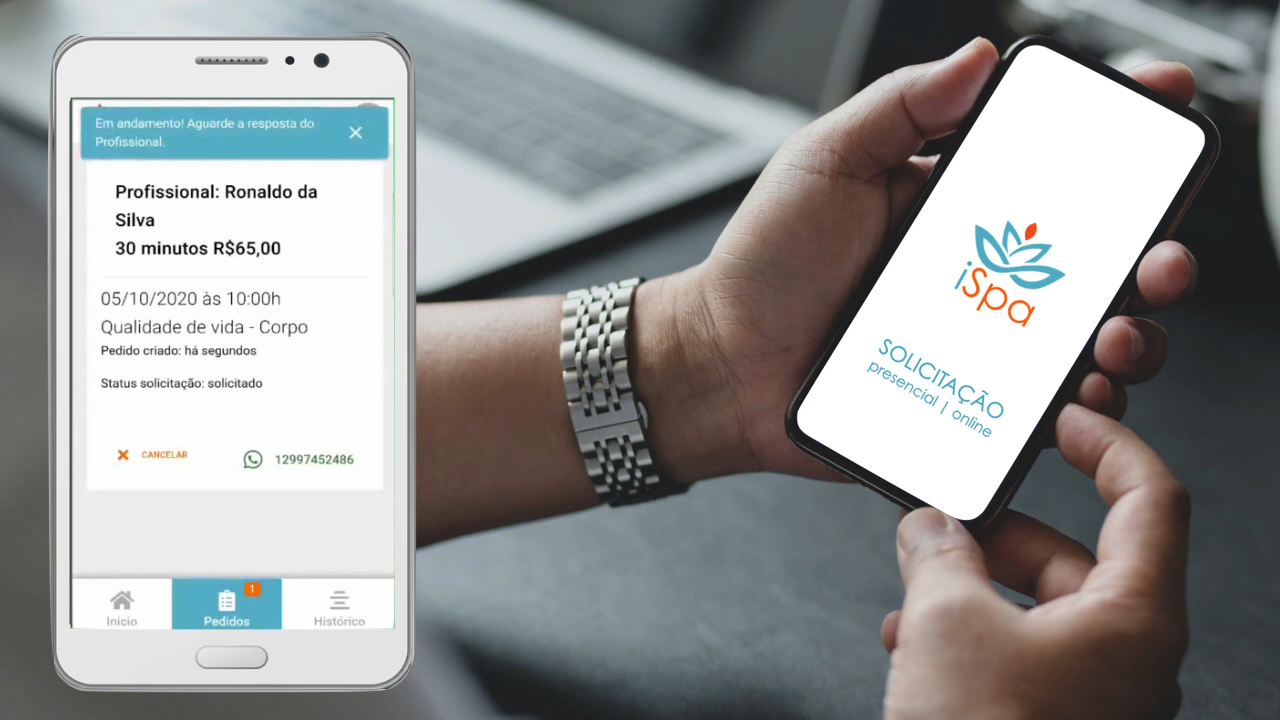 Em andamento! Aguarde a resposta do
Profissional.
Profissional: Ronaldo da
Silva
30 minutos R$65,00
05/10/2020 às 10:00h
Qualidade de vida - Corpo
Pedido criado: há segundos
Status solicitação: solicitado
CANCELAR
12997452486
Inicio
1
Pedidos
Histórico
iSpa
SOLICITAÇÃO
presencial | online